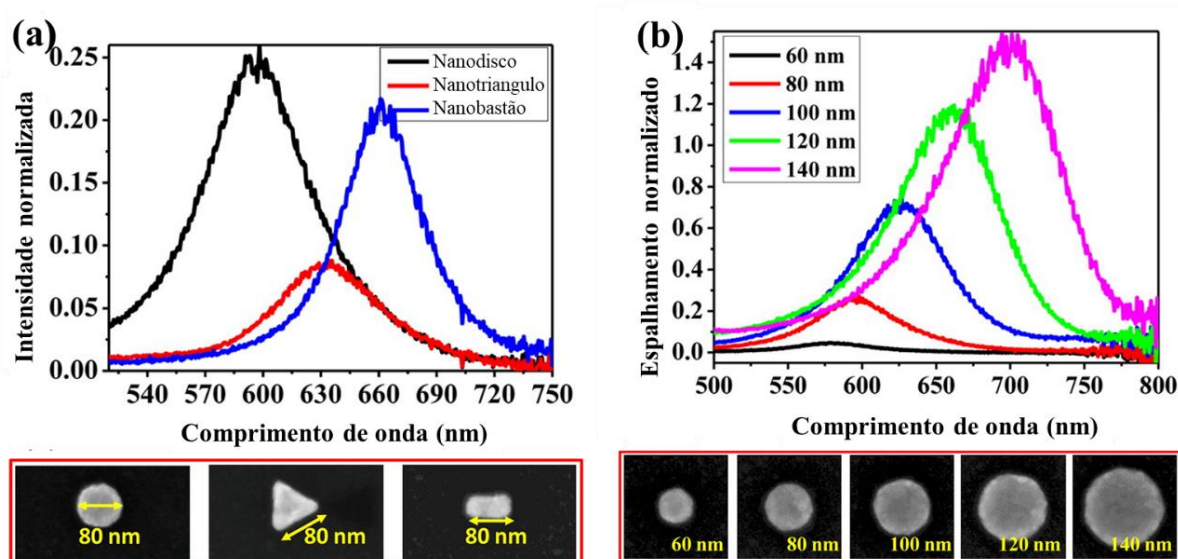 (a)
Nanodisco
Nanotriangulo
Nanobastão
Intensidade normalizada
0.25
0.20
0.15
0.10
0.05
0.00
540 570 600 630 660 690 720 750
Comprimento de onda (nm)
80 nm
80 nm
80 nm
(b)
60 nm
80 nm
100 nm
120 nm
140 nm
Espalhamento normalizado
1.4
1.2
1.0
0.8
0.6
0.4
0.2
0.0
500 550 600 650 700 750 800
Comprimento de onda (nm)
60 nm
80 nm
100 nm
120 nm
140 nm